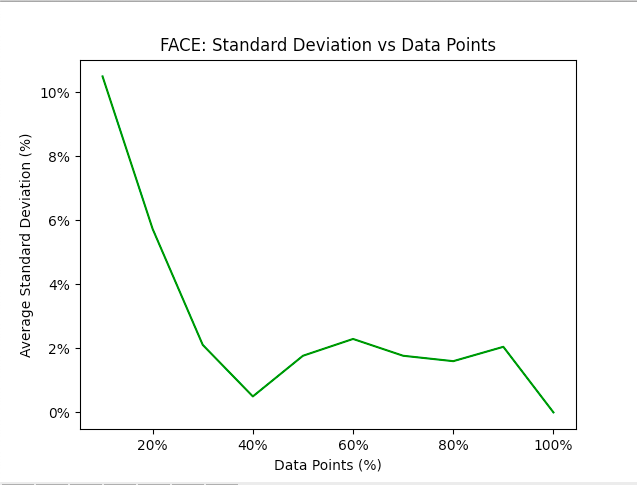 FACE: Standard Deviation vs Data Points
10%
8%
6%
4%
2%
0%
Average Standard Deviation (%)
20% 40% 60% 80% 100%
Data Points (%)